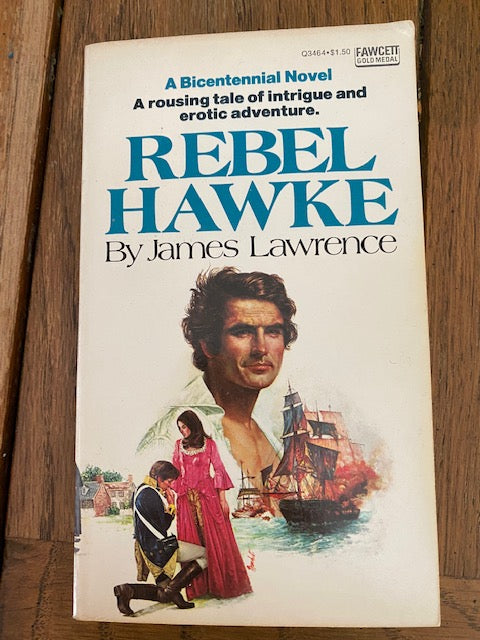 Q3464•$1.50
FAWCETT
GOLD MEDAL
A Bicentennial Novel
A rousing tale of intrigue and
erotic adventure.
REBEL
HAWKE
By James Lawrence